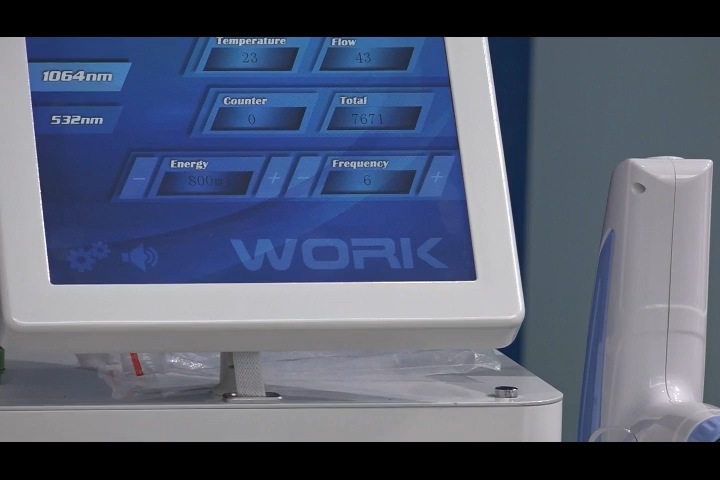 Temperature Flow
23 43
1064nm
Counter Total
532nm
0 7671
Energy Frequency
- 800mj + - 6 +
WORK